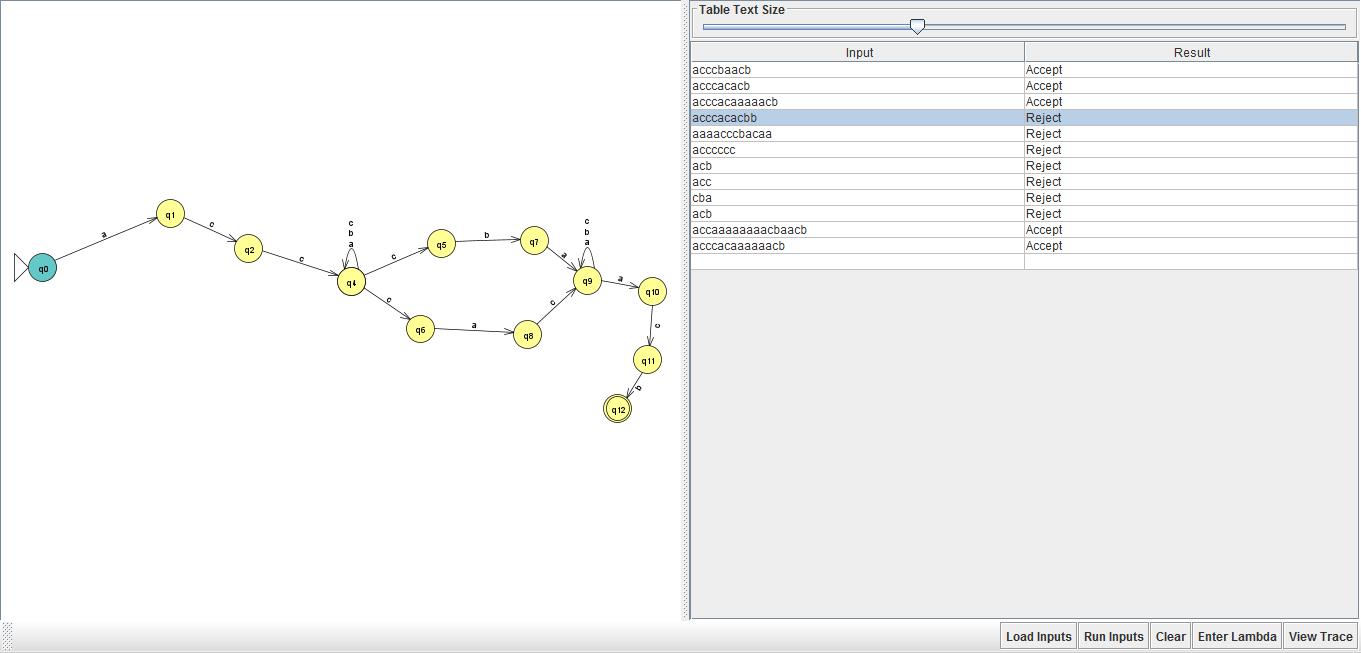 Table Text Size
Input Result
acccbaacb Accept
acccacacb Accept
acccacaaaaacb Accept
acccacacbb Reject
aaaacccbacaa Reject
acccccc Reject
acb Reject
acc Reject
cba Reject
acb Reject
accaaaaaaaacbaacb Accept
acccacaaaaaacb Accept
q0
a
q1
c
q2
c
c
b
a
q4
c
q5
b
q7
a
c
q6
a
q8
c
c
b
a
q9
a
q10
c
q11
b
q12
Load Inputs Run Inputs Clear Enter Lambda View Trace